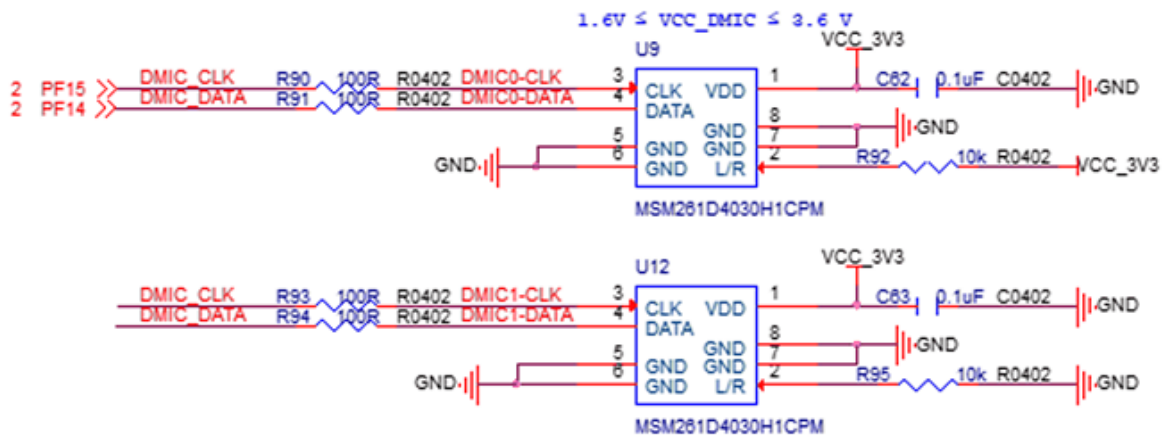 1.6V ≤ VCC_DMIC ≤ 3.6 V
VCC_3V3
U9
2 PF15 DMIC_CLK R90 100R R0402 DMIC0-CLK 3 CLK VDD 1 C62 0.1uF C0402 GND
2 PF14 DMIC_DATA R91 100R R0402 DMIC0-DATA 4 DATA
GND 8 GND
5 GND GND 7
GND 6 GND L/R 2 R92 10k R0402 VCC_3V3
MSM261D4030H1CPM
VCC_3V3
U12
DMIC_CLK R93 100R R0402 DMIC1-CLK 3 CLK VDD 1 C63 0.1uF C0402 GND
DMIC_DATA R94 100R R0402 DMIC1-DATA 4 DATA
GND 8 GND
5 GND GND 7
GND 6 GND L/R 2 R95 10k R0402 GND
MSM261D4030H1CPM